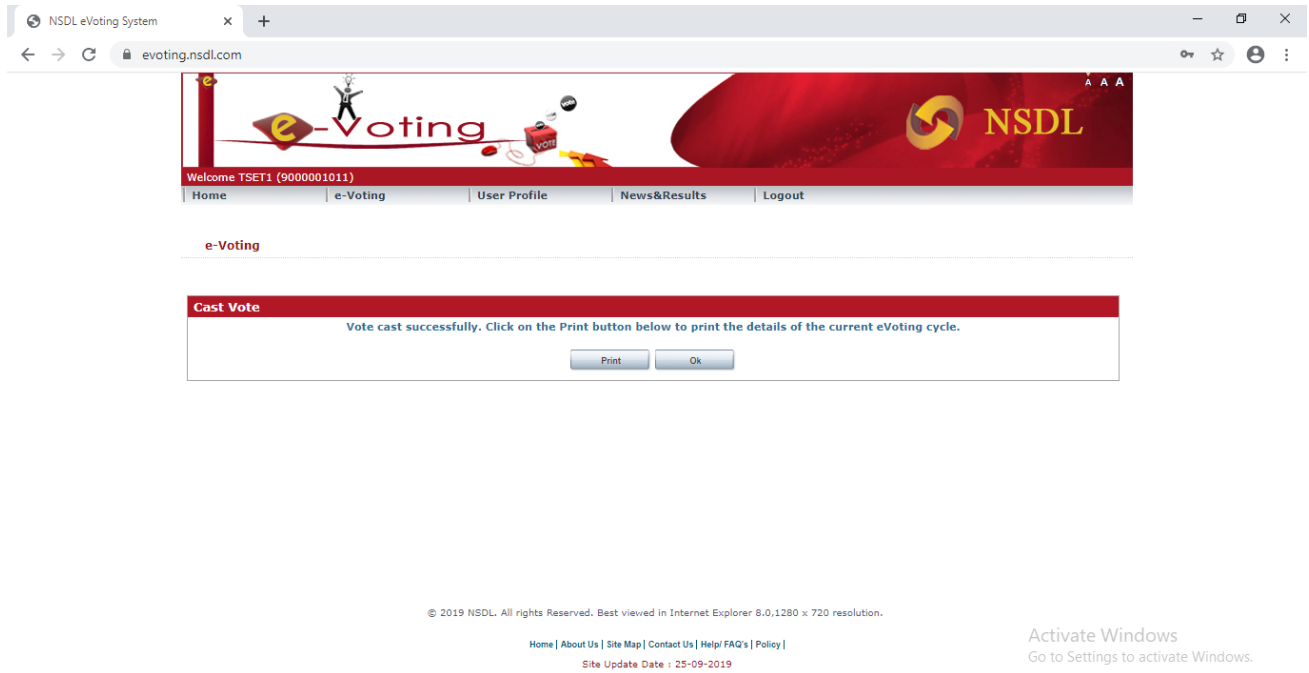 NSDL eVoting System
evoting.nsdl.com
e
A A A
e-Voting
VOTE
VOTE
NSDL
Welcome TSET1 (9000001011)
Home e-Voting User Profile News&Results Logout
e-Voting
Cast Vote
Vote cast successfully. Click on the Print button below to print the details of the current eVoting cycle.
Print Ok
© 2019 NSDL. All rights Reserved. Best viewed in Internet Explorer 8.0,1280 x 720 resolution.
Home | About Us | Site Map | Contact Us | Help/ FAQ's | Policy |
Site Update Date : 25-09-2019
Activate Windows
Go to Settings to activate Windows.